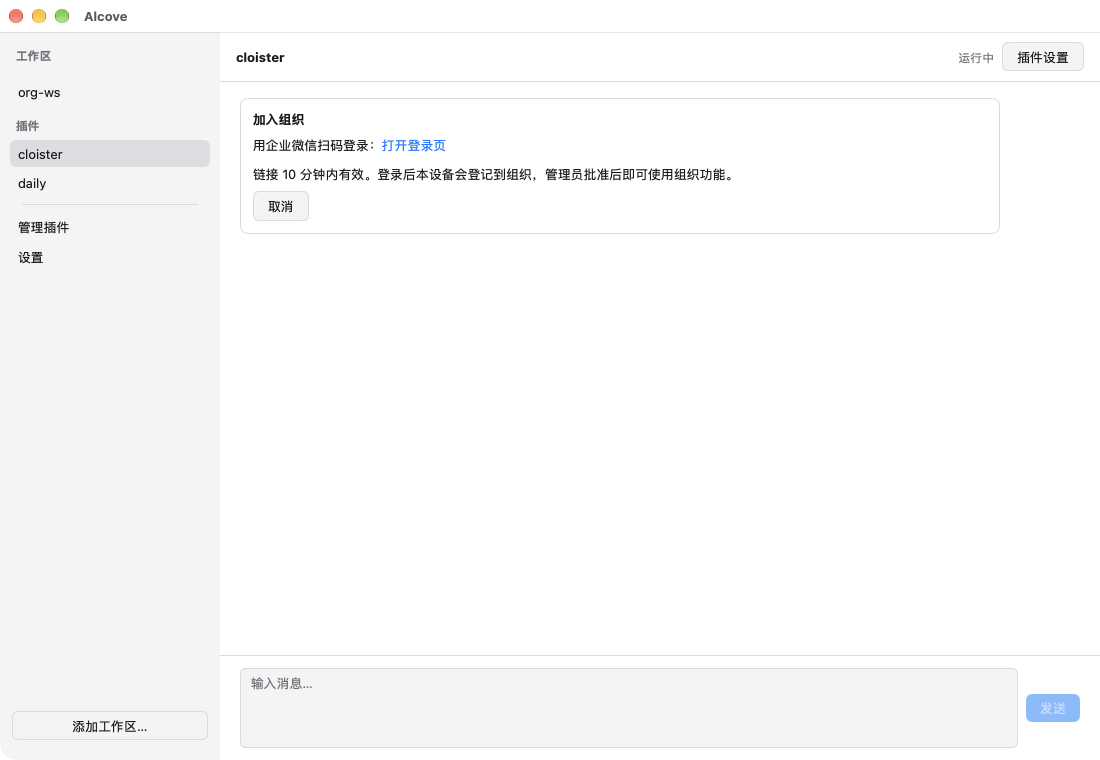 Alcove
工作区
org-ws
插件
cloister
daily
管理插件
设置
添加工作区...
cloister
运行中
插件设置
加入组织
用企业微信扫码登录：打开登录页
链接 10 分钟内有效。登录后本设备会登记到组织，管理员批准后即可使用组织功能。
取消
输入消息...
发送